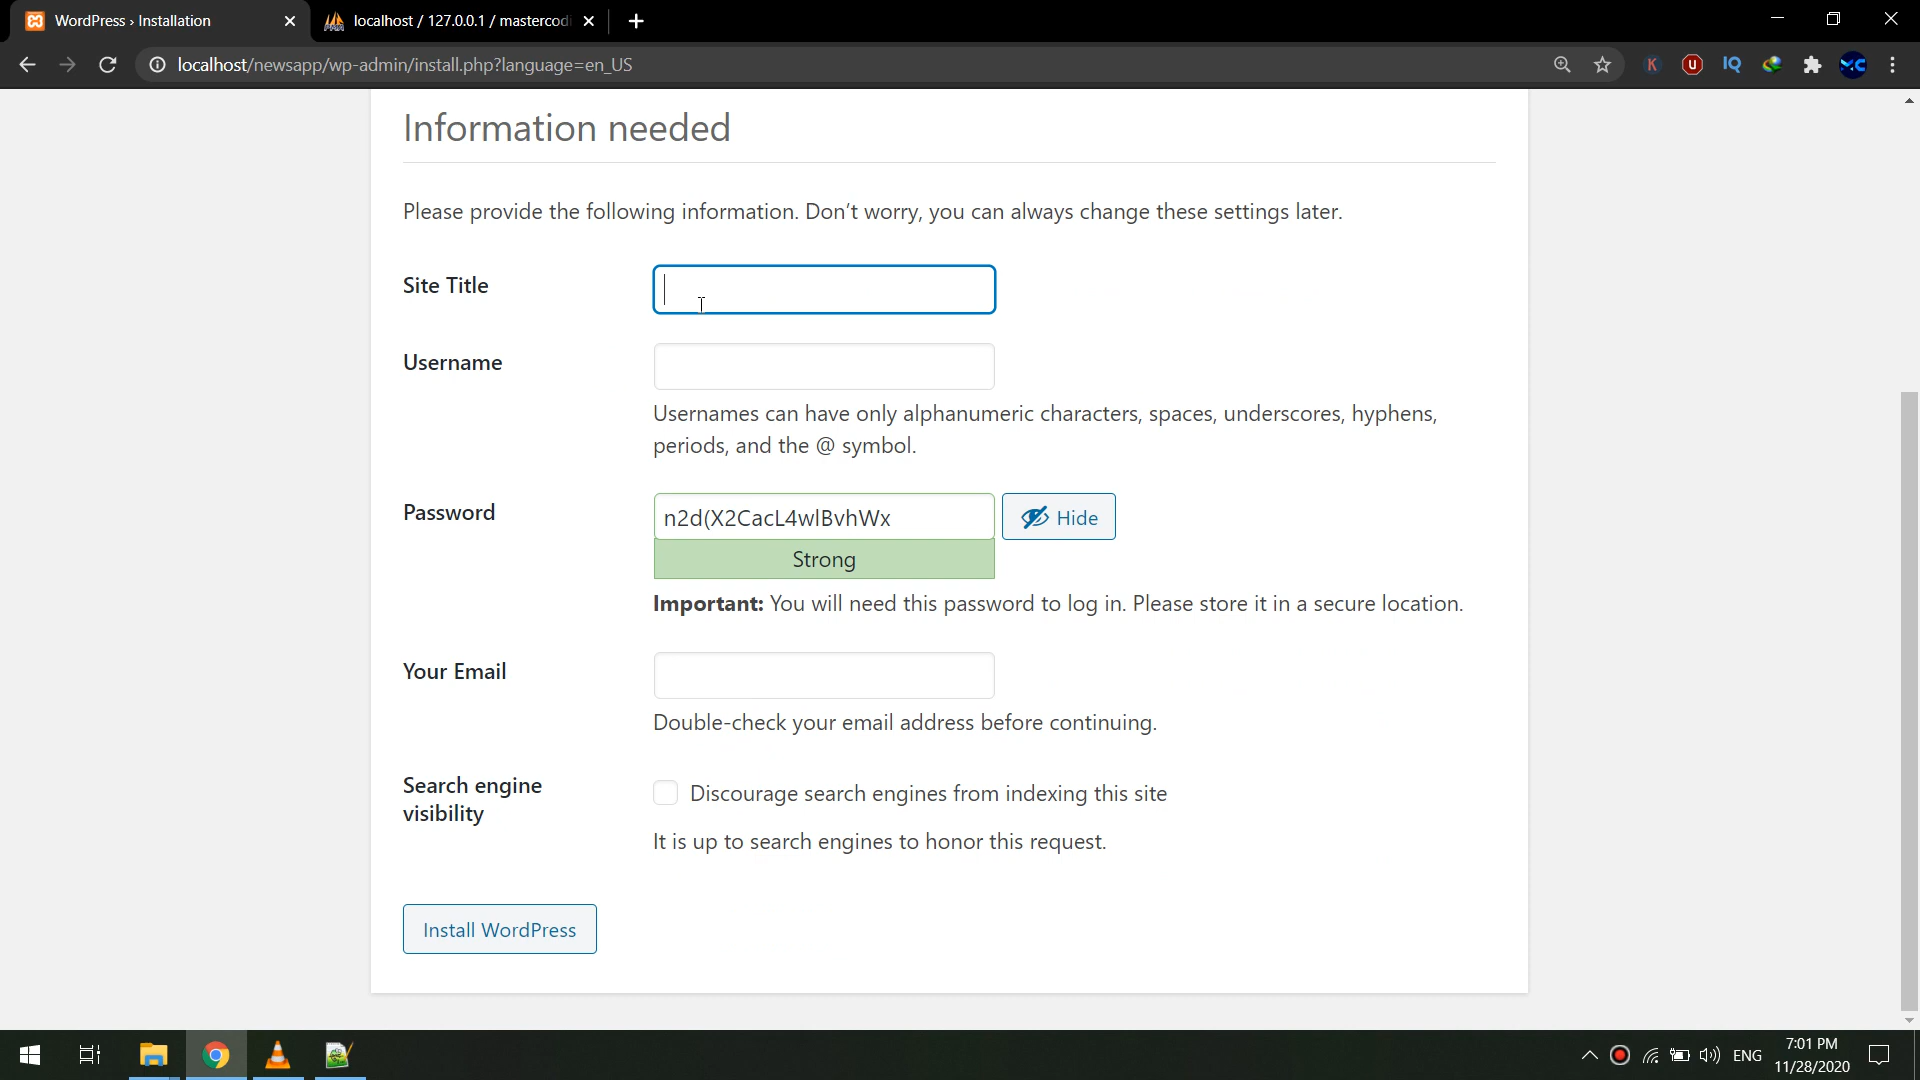 WordPress › Installation
localhost / 127.0.0.1 / mastercodi
localhost/newsapp/wp-admin/install.php?language=en_US
Information needed
Please provide the following information. Don't worry, you can always change these settings later.
Site Title
Username
Usernames can have only alphanumeric characters, spaces, underscores, hyphens,
periods, and the @ symbol.
Password
n2d(X2CacL4wlBvhWx
Hide
Strong
Important: You will need this password to log in. Please store it in a secure location.
Your Email
Double-check your email address before continuing.
Search engine
visibility
Discourage search engines from indexing this site
It is up to search engines to honor this request.
Install WordPress
ENG
7:01 PM
11/28/2020